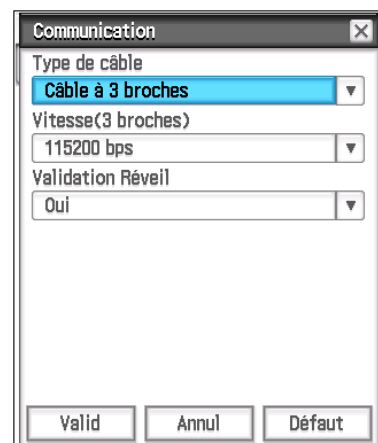 Communication
Type de câble
Câble à 3 broches
Vitesse(3 broches)
115200 bps
Validation Réveil
Oui
Valid Annul Défaut